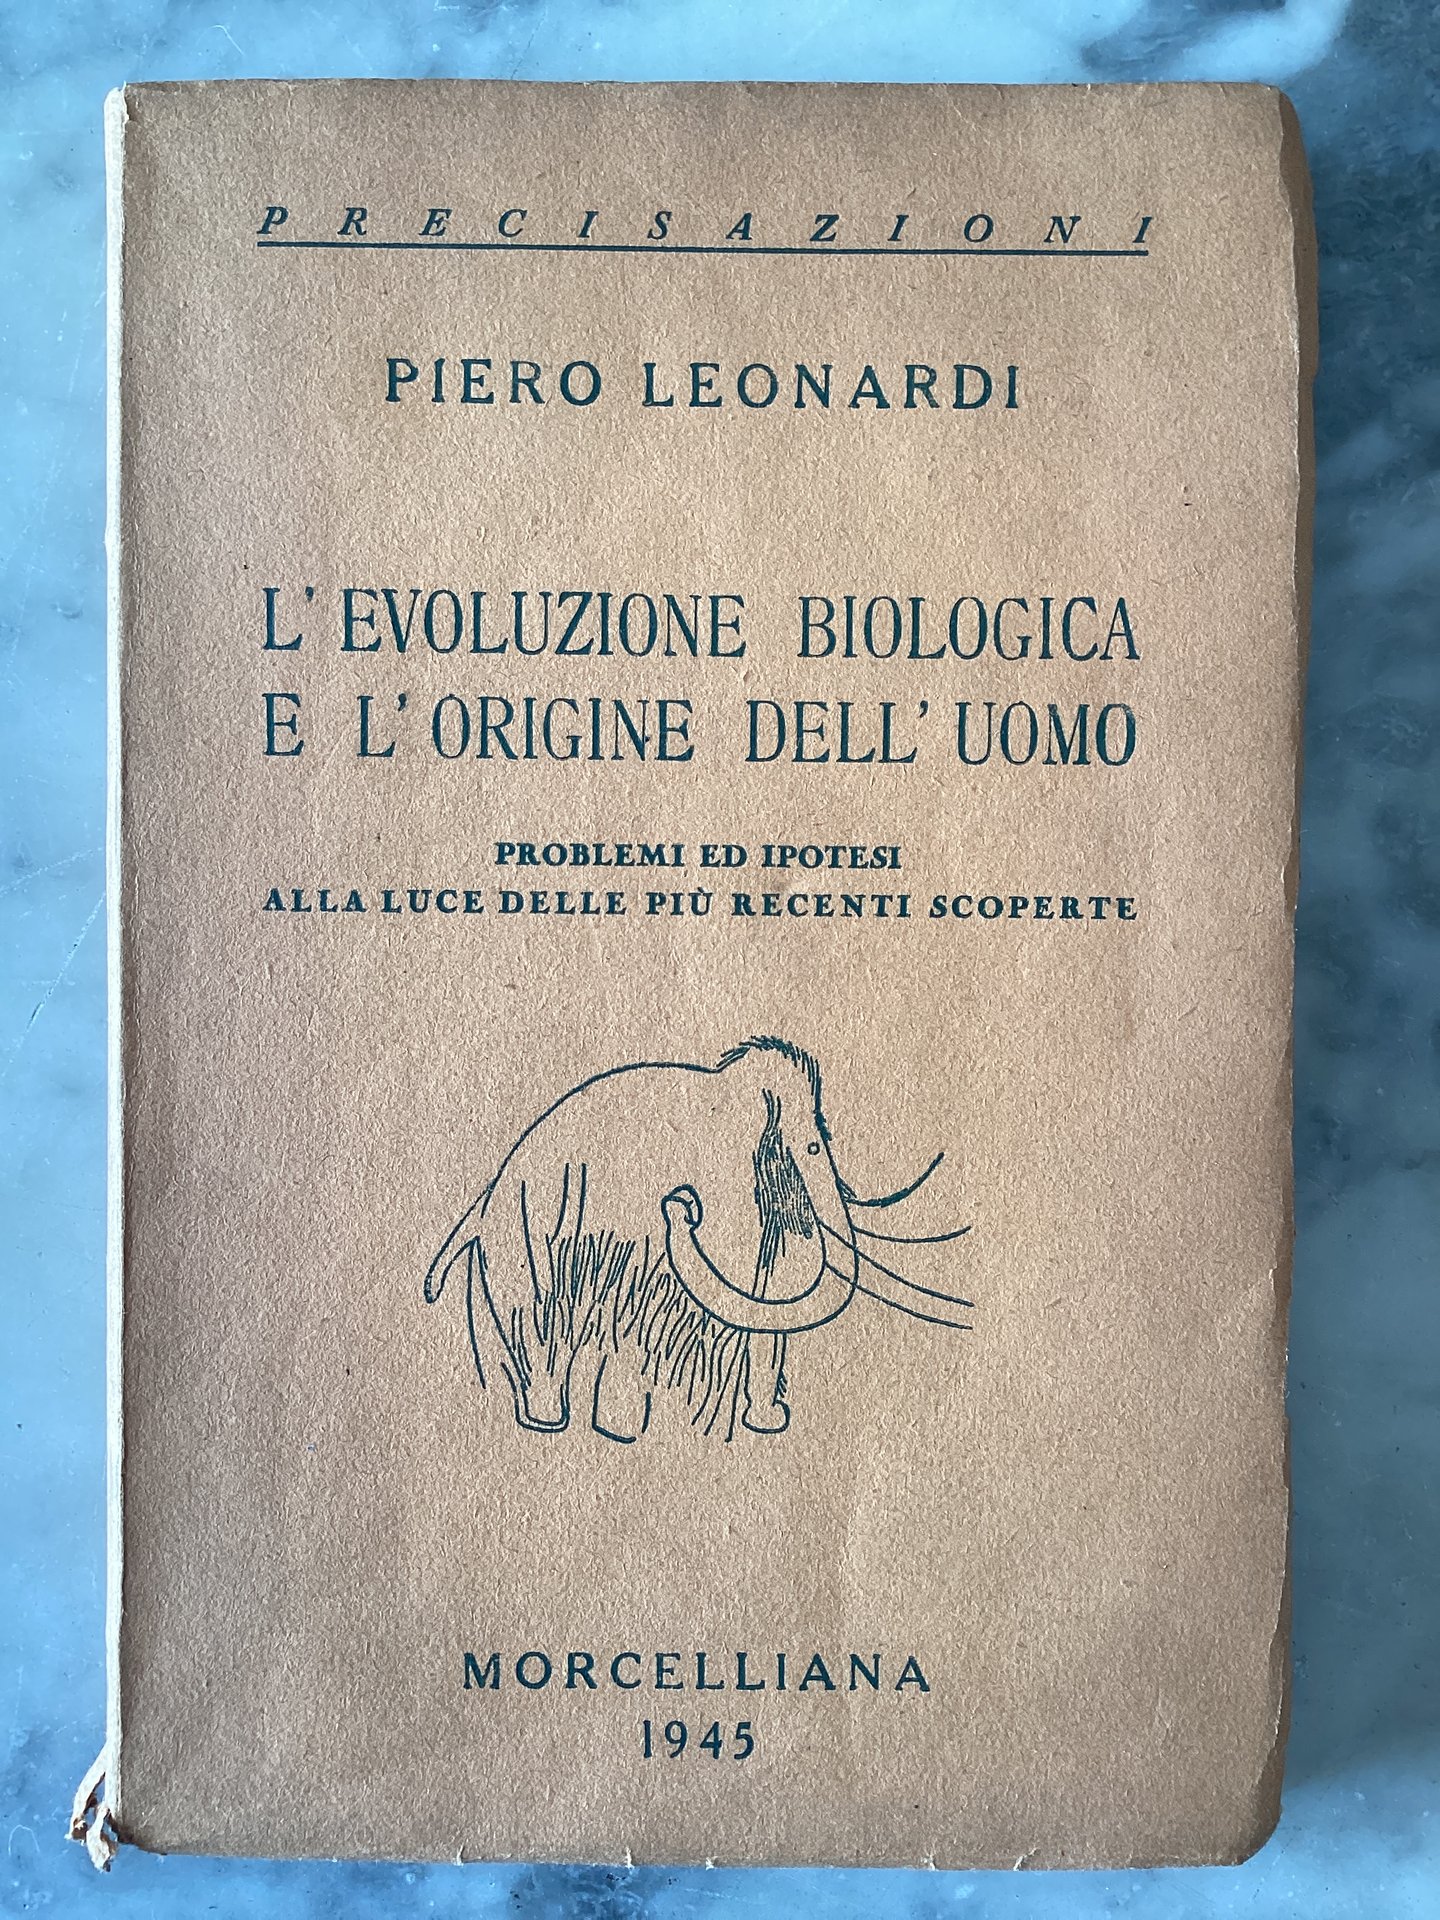 PRECISAZIONI
PIERO LEONARDI
L'EVOLUZIONE BIOLOGICA
E L'ORIGINE DELL'UOMO
PROBLEMI ED IPOTESI
ALLA LUCE DELLE PIÙ RECENTI SCOPERTE
MORCELLIANA
1945